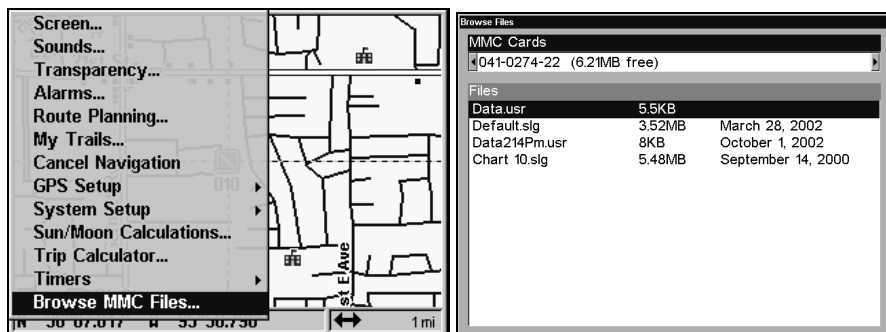 Screen...
Sounds...
Transparency...
Alarms...
Route Planning...
My Trails...
Cancel Navigation
GPS Setup
System Setup
Sun/Moon Calculations...
Trip Calculator...
Timers
Browse MMC Files...
010
st E Ave
1 mi
Browse Files
MMC Cards
041-0274-22 (6.21MB free)
Files
Data.usr 5.5KB
Default.slg 3.52MB March 28, 2002
Data214Pm.usr 8KB October 1, 2002
Chart 10.slg 5.48MB September 14, 2000